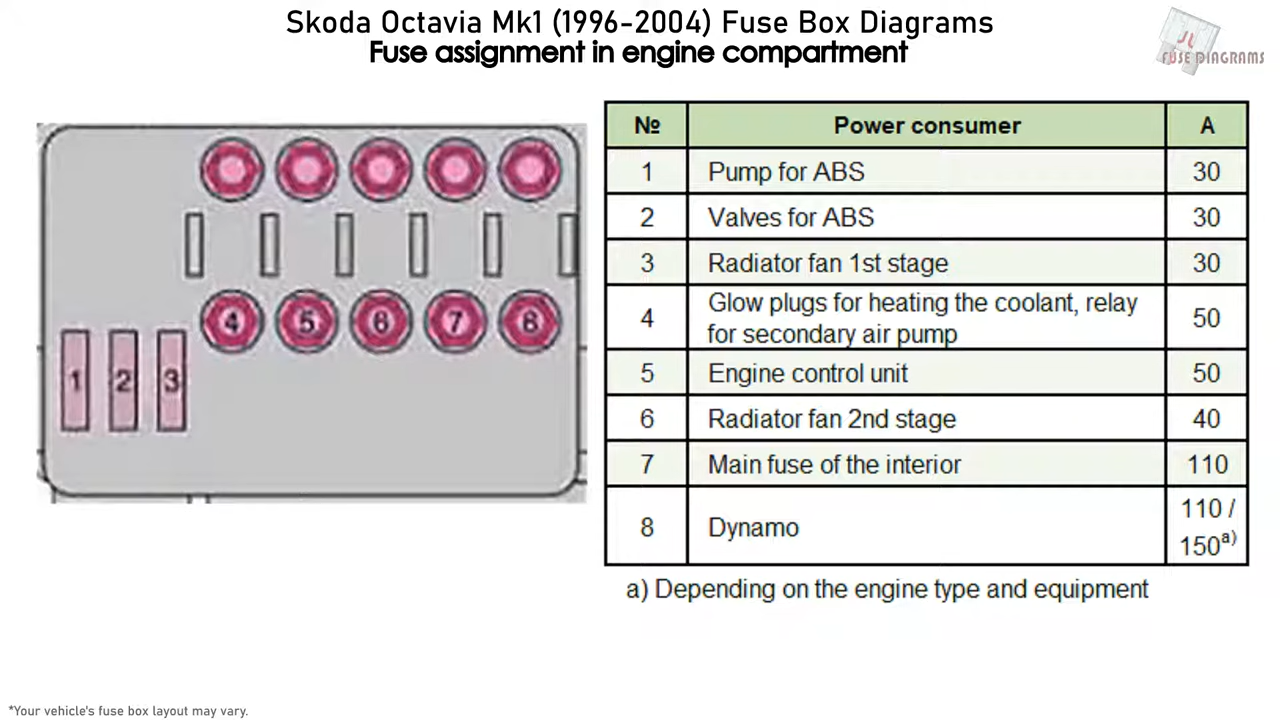 Skoda Octavia Mk1 (1996-2004) Fuse Box Diagrams
Fuse assignment in engine compartment
JL
FUSE DIAGRAMS
4 5 6 7 8
1 2 3
№ Power consumer A
1 Pump for ABS 30
2 Valves for ABS 30
3 Radiator fan 1st stage 30
4 Glow plugs for heating the coolant, relay 50
for secondary air pump
5 Engine control unit 50
6 Radiator fan 2nd stage 40
7 Main fuse of the interior 110
8 Dynamo 110 /
150a)
a) Depending on the engine type and equipment
*Your vehicle's fuse box layout may vary.